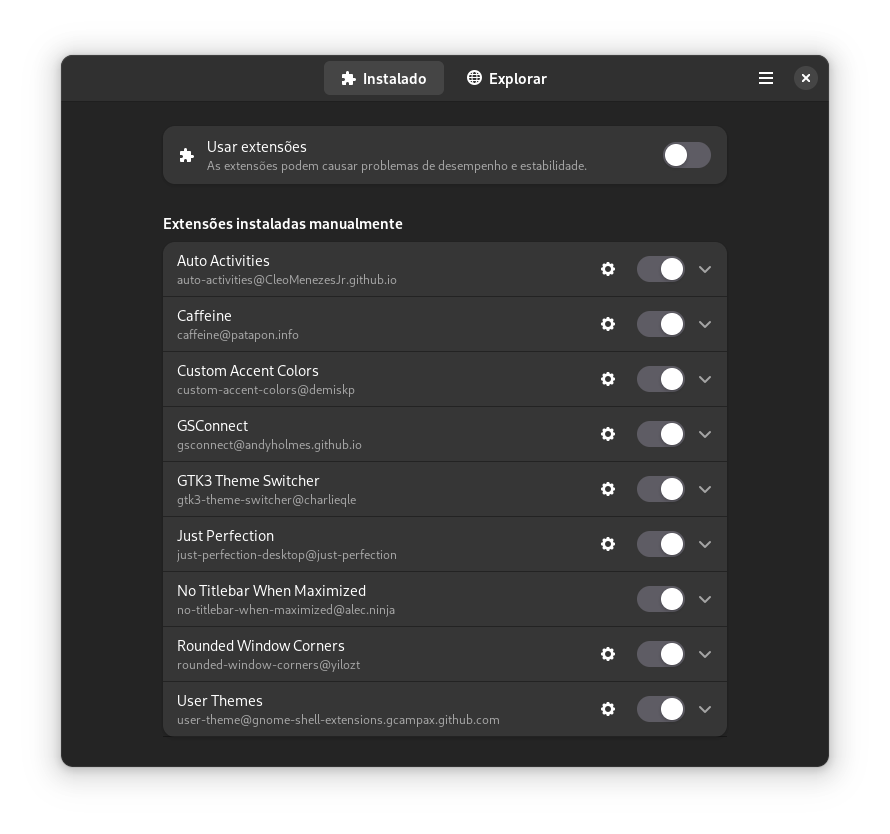 Instalado
Explorar
Usar extensões
As extensões podem causar problemas de desempenho e estabilidade.
Extensões instaladas manualmente
Auto Activities
auto-activities@CleoMenezesJr.github.io
Caffeine
caffeine@patapon.info
Custom Accent Colors
custom-accent-colors@demiskp
GSConnect
gsconnect@andyholmes.github.io
GTK3 Theme Switcher
gtk3-theme-switcher@charlieqle
Just Perfection
just-perfection-desktop@just-perfection
No Titlebar When Maximized
no-titlebar-when-maximized@alec.ninja
Rounded Window Corners
rounded-window-corners@yilozt
User Themes
user-theme@gnome-shell-extensions.gcampax.github.com